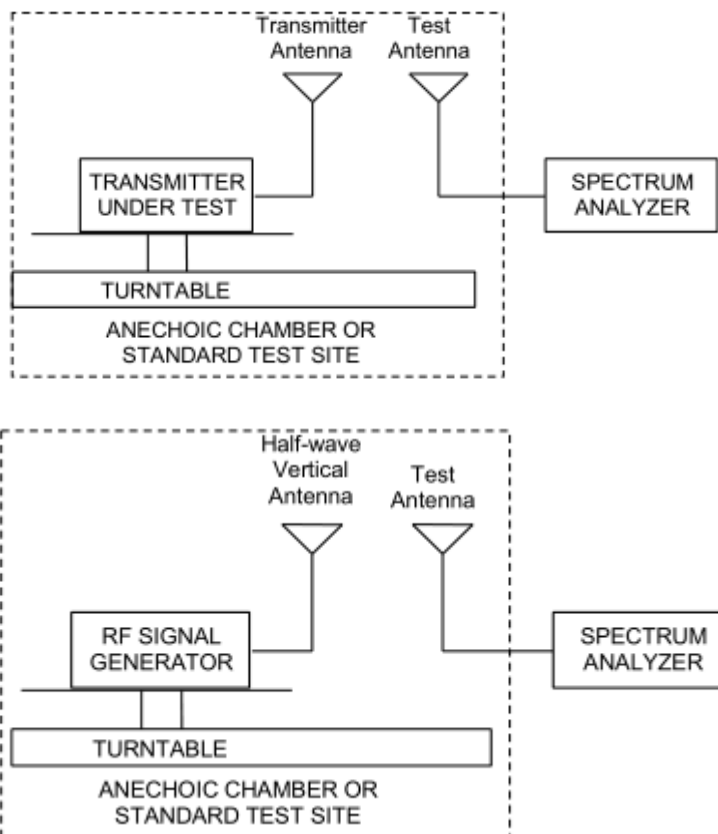 Transmitter
Antenna
Test
Antenna
TRANSMITTER
UNDER TEST
SPECTRUM
ANALYZER
TURNTABLE
ANECHOIC CHAMBER OR
STANDARD TEST SITE
Half-wave
Vertical
Antenna
Test
Antenna
RF SIGNAL
GENERATOR
SPECTRUM
ANALYZER
TURNTABLE
ANECHOIC CHAMBER OR
STANDARD TEST SITE